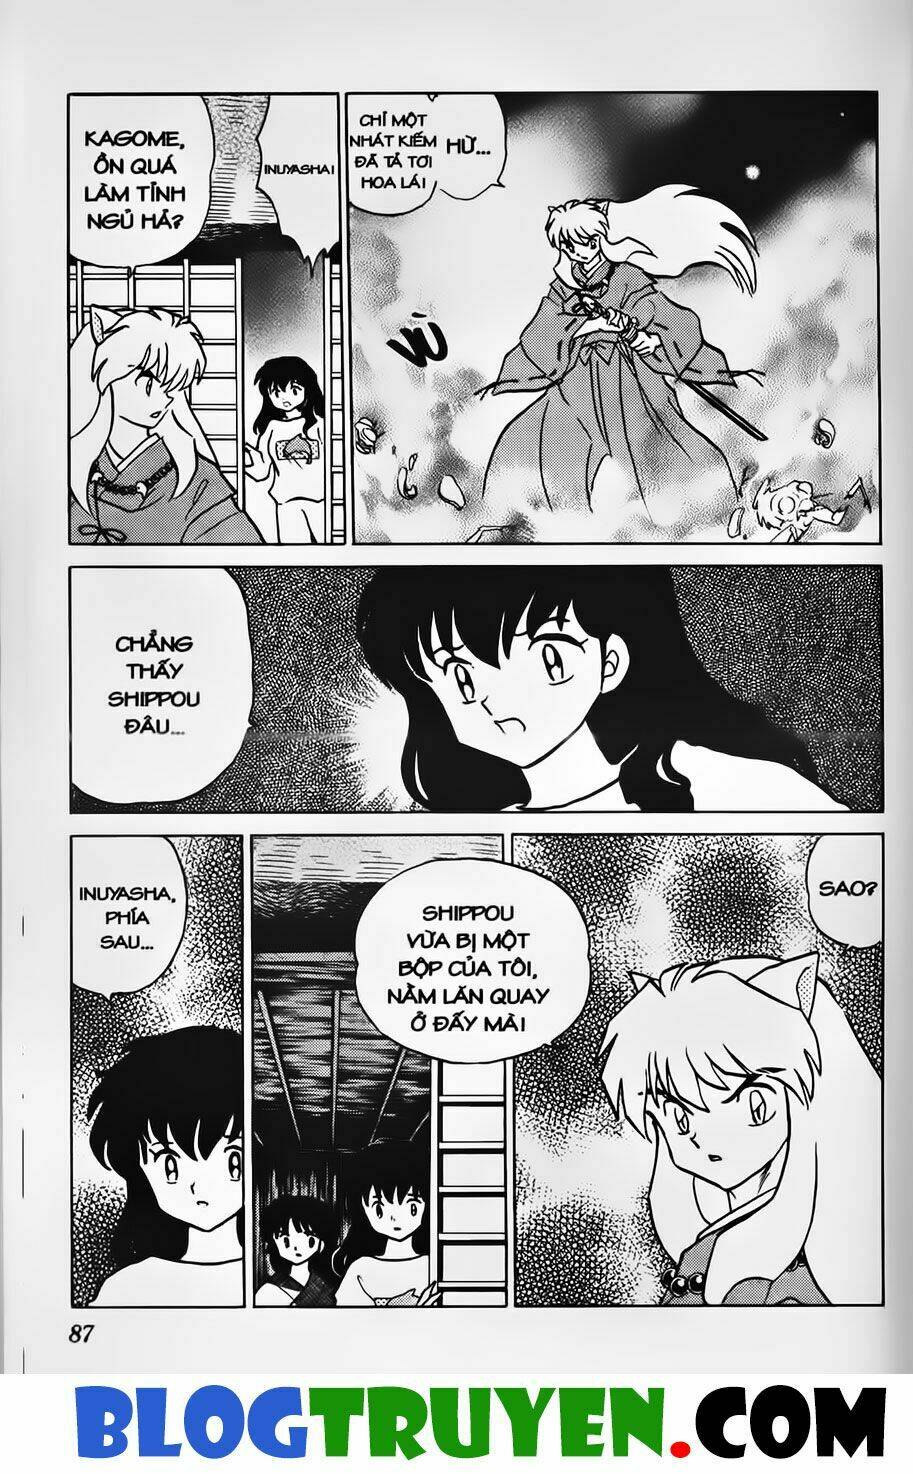 HỪ...
CHỈ MỘT
NHÁT KIẾM
ĐÃ TẢ TƠI
HOA LÁ!
VÙ
INUYASHA!
KAGOME,
ỒN QUÁ
LÀM TỈNH
NGỦ HẢ?
CHẲNG
THẤY
SHIPPOU
ĐÂU...
SAO?
SHIPPOU
VỪA BỊ MỘT
BỘP CỦA TÔI,
NẰM LĂN QUAY
Ở ĐẤY MÀ!
INUYASHA,
PHÍA
SAU...
87
BLOGTRUYEN.COM